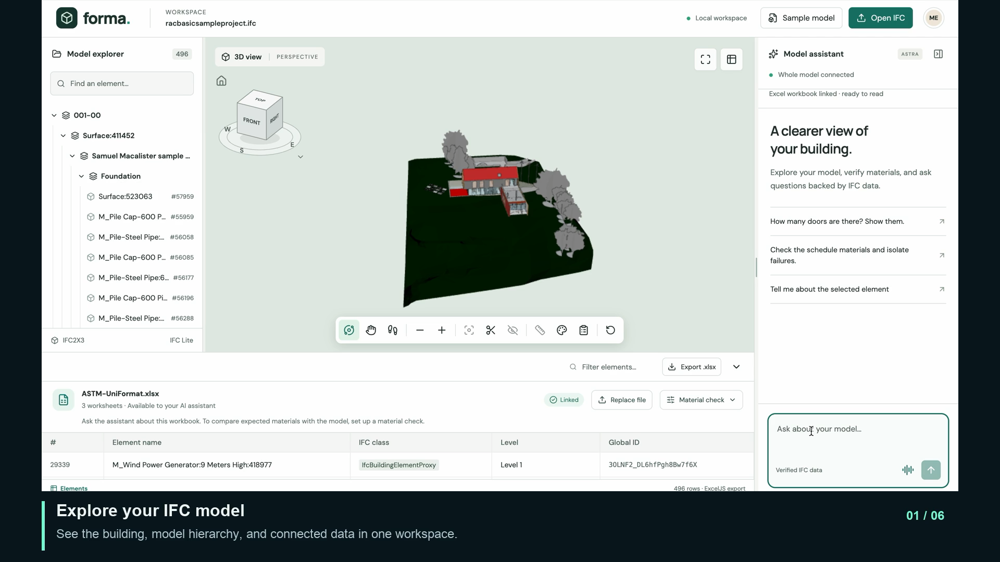 forma.
WORKSPACE
racbasicsampleproject.ifc
Local workspace
Sample model
Open IFC
ME
Model explorer
496
Find an element...
001-00
Surface:411452
Samuel Macalister sample ...
Foundation
Surface:523063 #57959
M_Pile Cap-600 P... #55959
M_Pile-Steel Pipe:... #56058
M_Pile Cap-600 P... #56085
M_Pile-Steel Pipe:6... #56177
M_Pile Cap-600 Pi... #56196
M_Pile-Steel Pipe:... #56288
IFC2X3 IFC Lite
3D view PERSPECTIVE
TOP
FRONT
RIGHT
W
S
E
Model assistant
ASTRA
Whole model connected
Excel workbook linked · ready to read
A clearer view of
your building.
Explore your model, verify materials, and ask
questions backed by IFC data.
How many doors are there? Show them.
Check the schedule materials and isolate
failures.
Tell me about the selected element
Ask about your model...
Verified IFC data
Filter elements...
Export .xlsx
ASTM-UniFormat.xlsx
3 worksheets · Available to your AI assistant
Linked
Replace file
Material check
Ask the assistant about this workbook. To compare expected materials with the model, set up a material check.
# Element name IFC class Level Global ID
29339 M_Wind Power Generator:9 Meters High:418977 IfcBuildingElementProxy Level 1 3OLNF2_DL6hfPgh8Bw7f6X
Elements
496 rows · ExcelJS export
Explore your IFC model
See the building, model hierarchy, and connected data in one workspace.
01 / 06